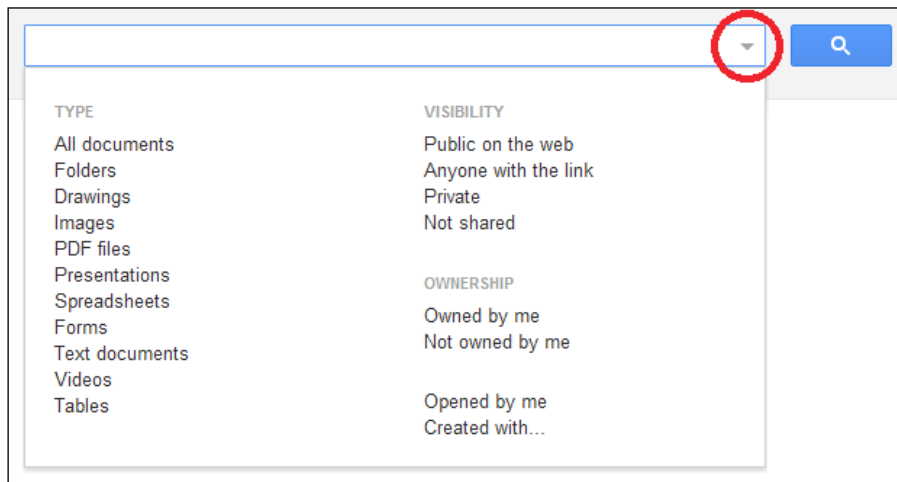 TYPE
All documents
Folders
Drawings
Images
PDF files
Presentations
Spreadsheets
Forms
Text documents
Videos
Tables
VISIBILITY
Public on the web
Anyone with the link
Private
Not shared
OWNERSHIP
Owned by me
Not owned by me
Opened by me
Created with...